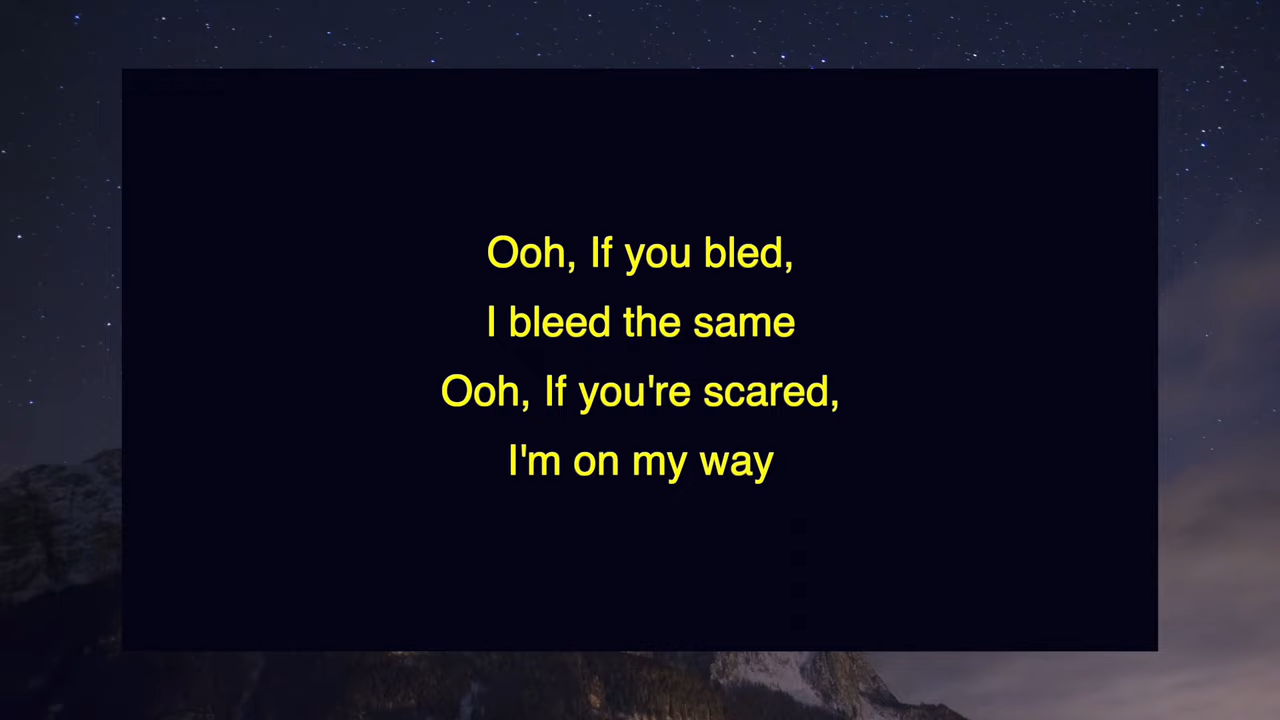 Ooh, If you bled,
I bleed the same
Ooh, If you're scared,
I'm on my way